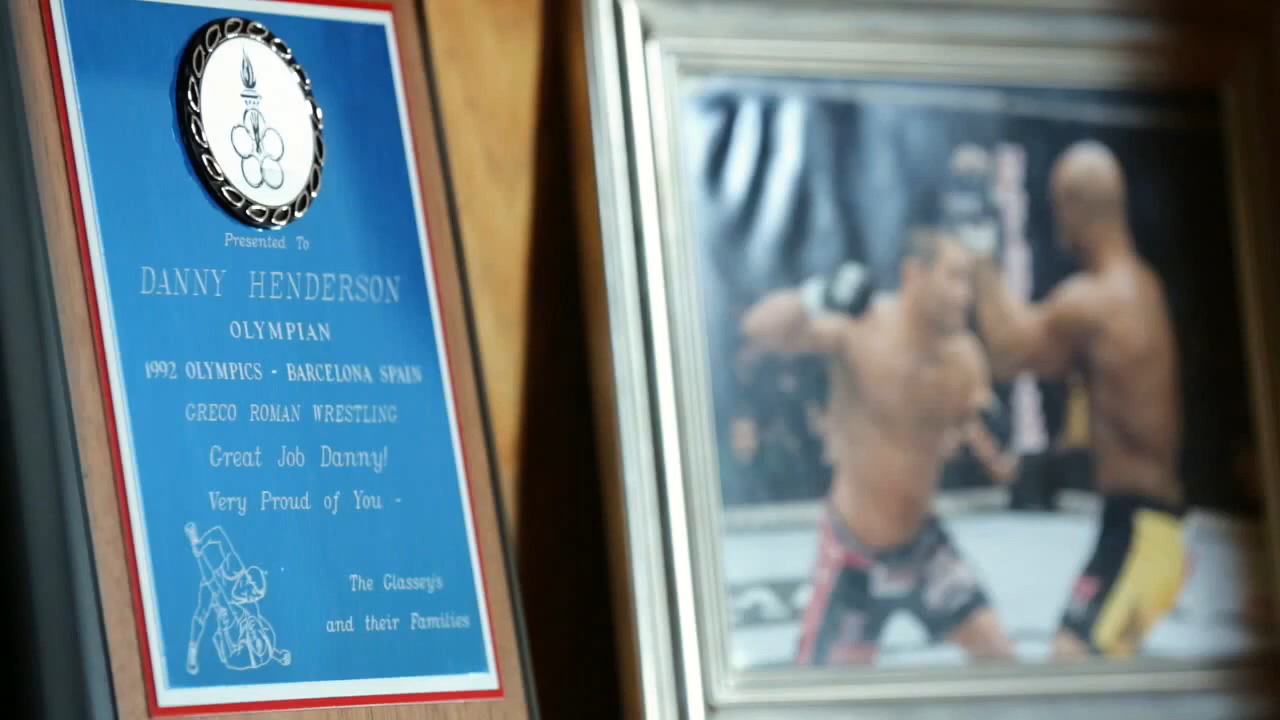 Presented To
DANNY HENDERSON
OLYMPIAN
1992 OLYMPICS - BARCELONA SPAIN
GRECO ROMAN WRESTLING
Great Job Danny!
Very Proud of You -
The Glassey's
and their Families